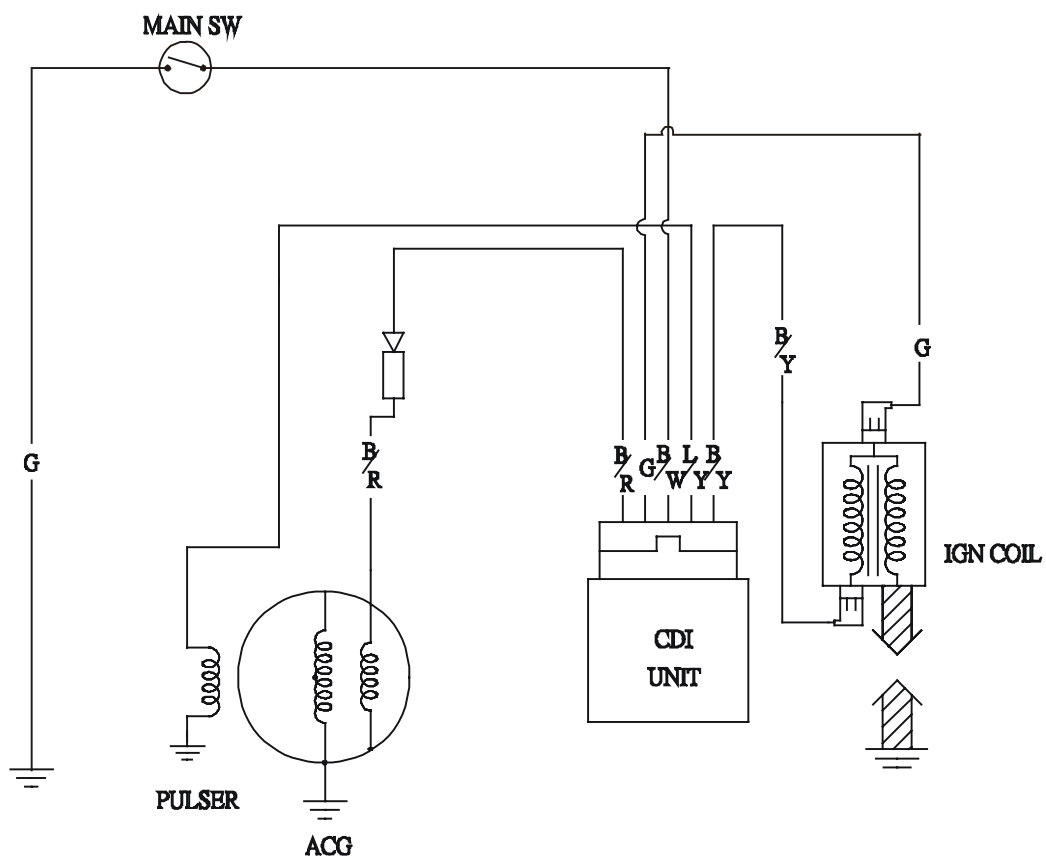 MAIN SW
B/Y
G
G
B/R
B/R
G
B/W
L/Y
B/Y
IGN COIL
CDI
UNIT
PULSER
ACG